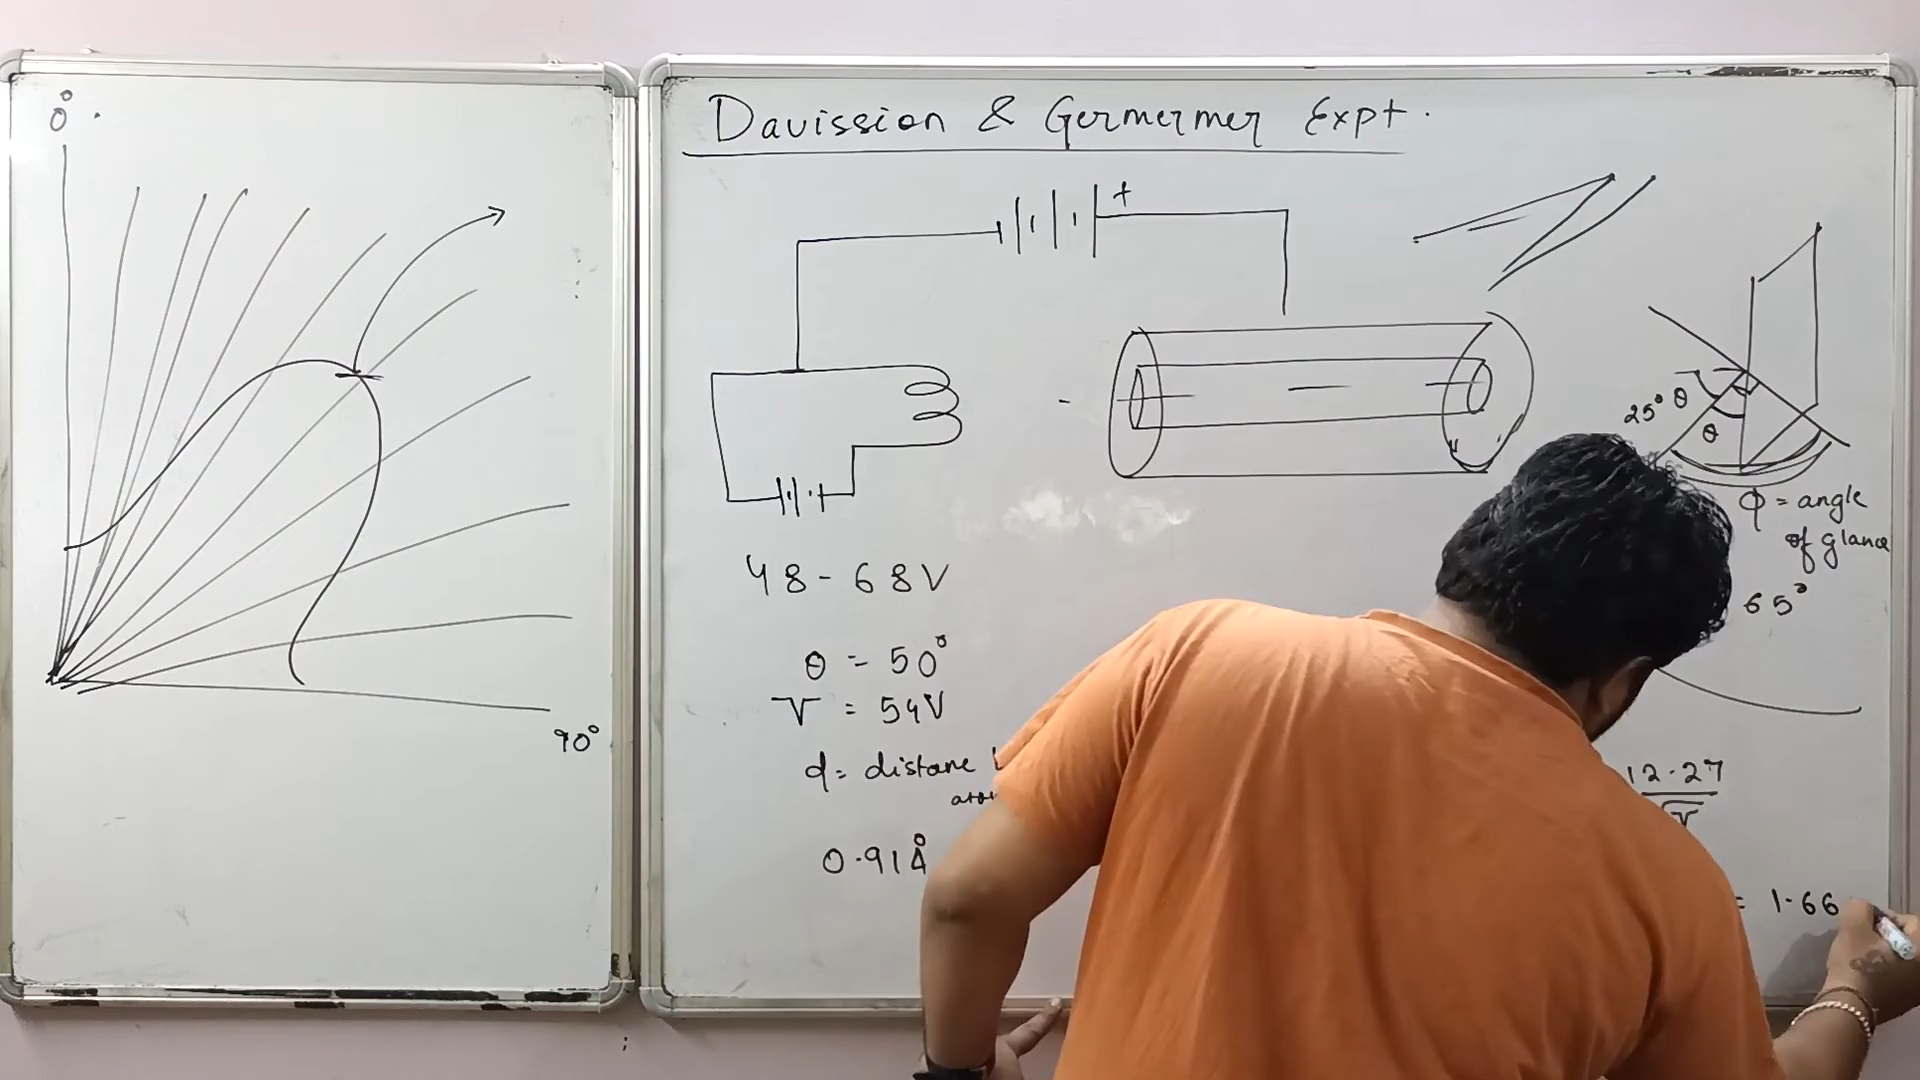 0°
90°
Davission & Germermer Expt.
+
-
25° θ
θ
φ = angle
of glance
65°
48 - 68V
θ = 50°
V = 54V
d = distane
0.91Å
12.27
√V
= 1.66